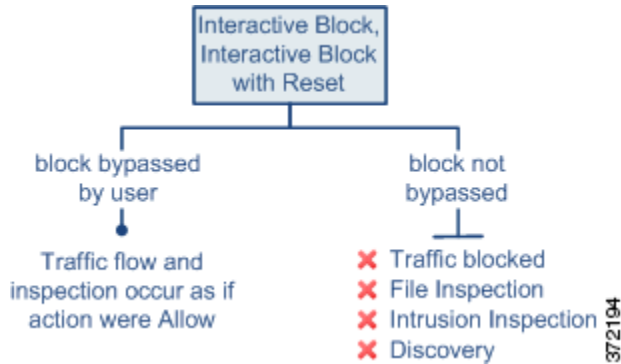 Interactive Block,
Interactive Block
with Reset
block bypassed
by user
Traffic flow and
inspection occur as if
action were Allow
block not
bypassed
Traffic blocked
File Inspection
Intrusion Inspection
Discovery
372194